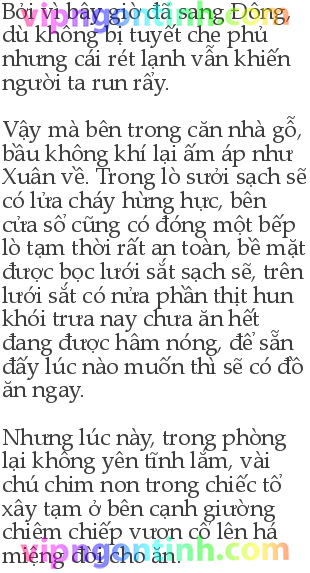 Bởi vì bây giờ đã sang Đông,
dù không bị tuyết che phủ
nhưng cái rét lạnh vẫn khiến
người ta run rẩy.
Vậy mà bên trong căn nhà gỗ,
bầu không khí lại ấm áp như
Xuân về. Trong lò sưởi sạch sẽ
có lửa cháy hừng hực, bên
cửa sổ cũng có đóng một bếp
lò tạm thời rất an toàn, bề mặt
được bọc lưới sắt sạch sẽ, trên
lưới sắt có nửa phần thịt hun
khói trưa nay chưa ăn hết
đang được hâm nóng, để sẵn
đấy lúc nào muốn thì sẽ có đồ
ăn ngay.
Nhưng lúc này, trong phòng
lại không yên tĩnh lắm, vài
chú chim non trong chiếc tổ
xây tạm ở bên cạnh giường
chiêm chiếp vươn cổ lên há
miệng đòi cho ăn.
vipngontinh.com
vipngontinh.com